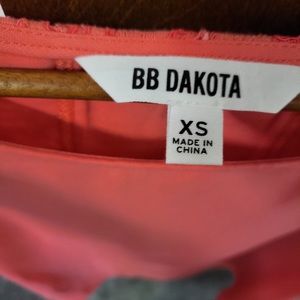 BB DAKOTA
XS
MADE IN
CHINA